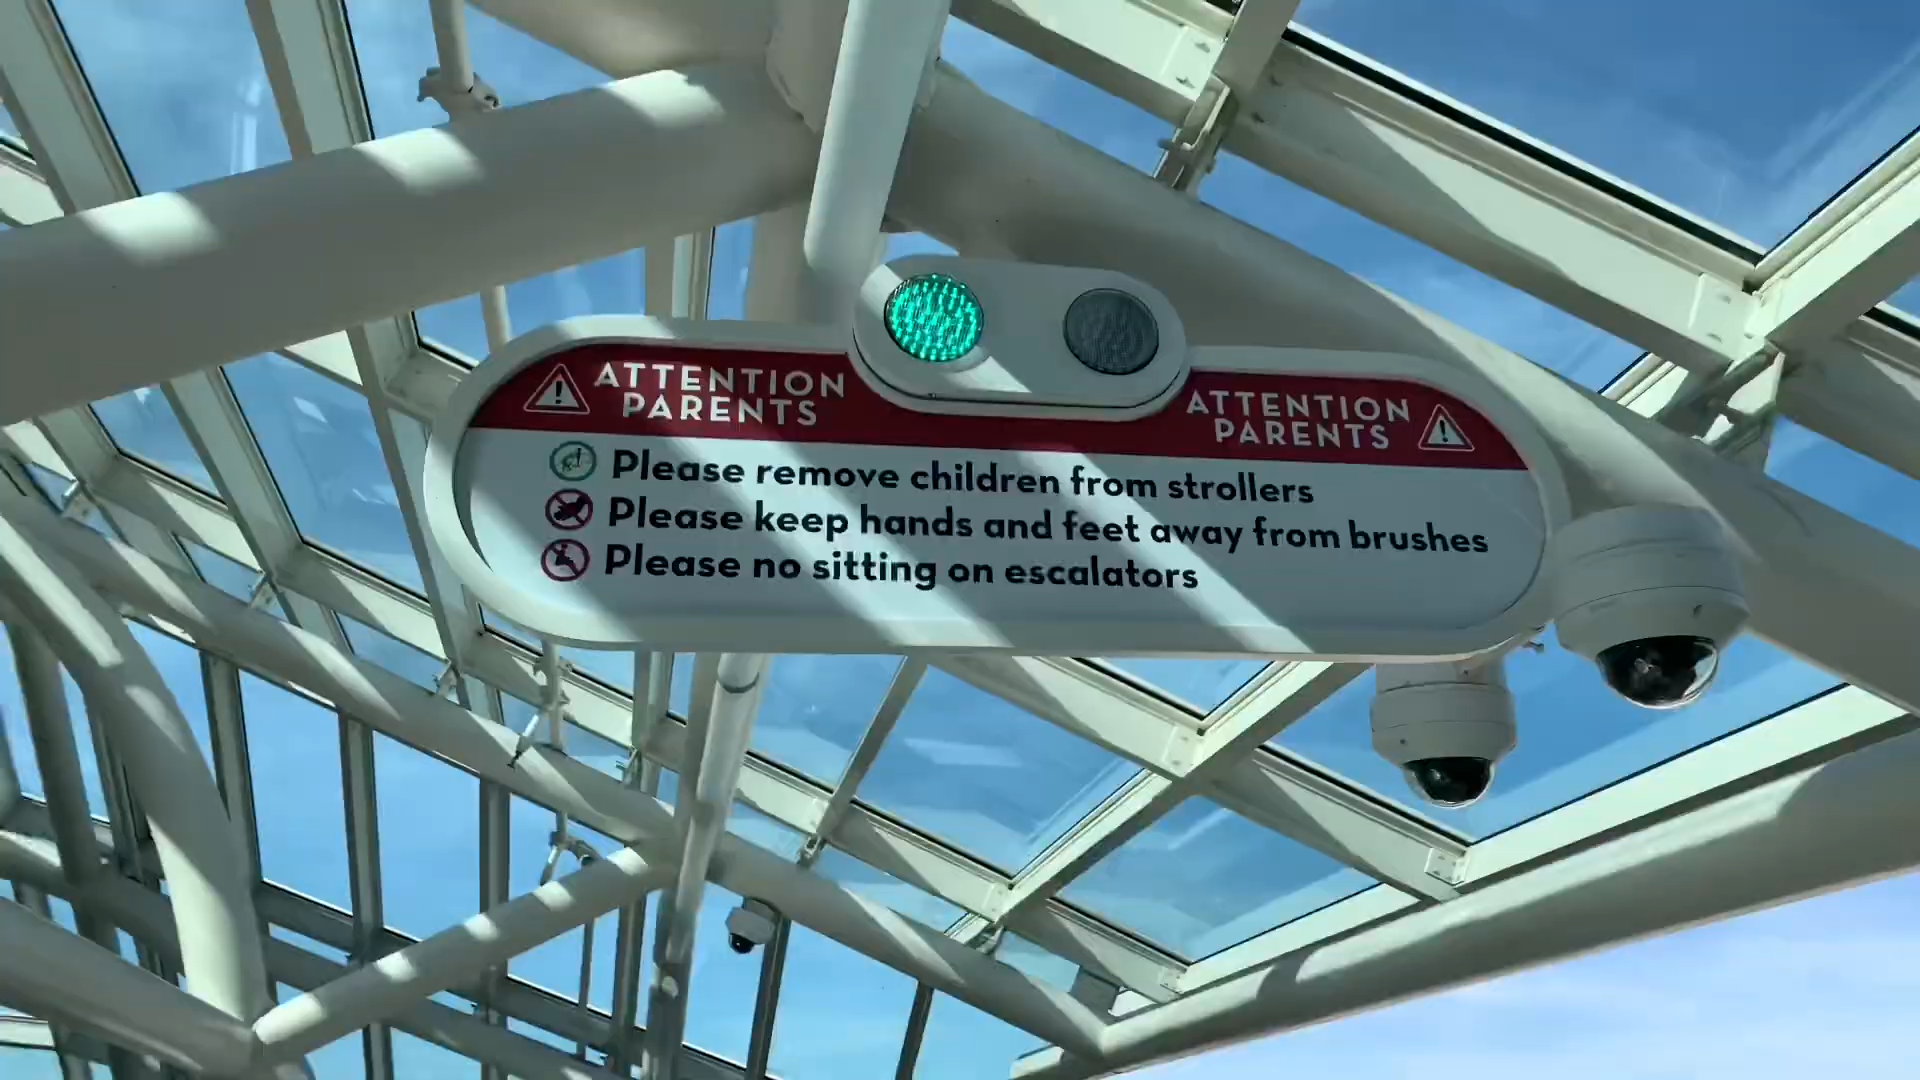 ATTENTION
PARENTS
ATTENTION
PARENTS
Please remove children from strollers
Please keep hands and feet away from brushes
Please no sitting on escalators